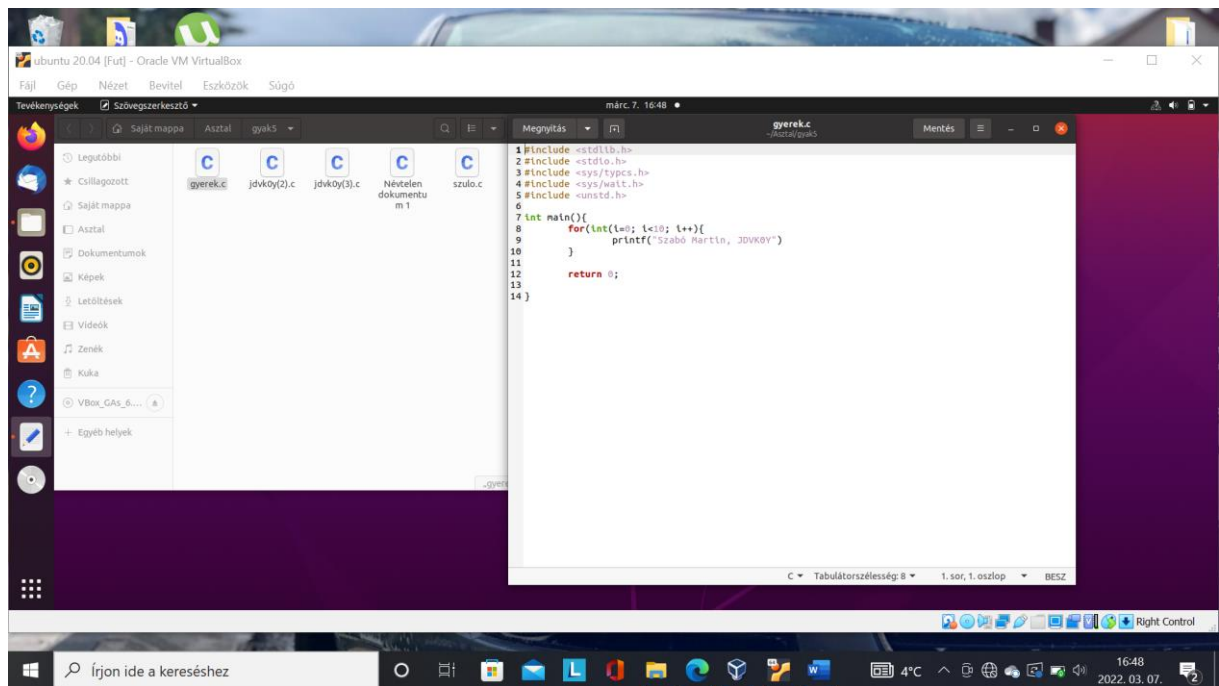 ubuntu 20.04 [Fut] - Oracle VM VirtualBox
Fájl Gép Nézet Bevitel Eszközök Súgó
Tevékenységek Szövegszerkesztő márc. 7. 16:48
Saját mappa Asztal gyak5
Megnyitás gyerek.c Mentés
~/Asztal/gyak5
Legutóbbi
Csillagozott
Saját mappa
Asztal
Dokumentumok
Képek
Letöltések
Videók
Zenék
Kuka
VBox_GAs_6....
Egyéb helyek
gyerek.c jdvk0y(2).c jdvk0y(3).c Névtelen dokumentu szulo.c
m 1
„gyere
1 #include <stdlib.h>
2 #include <stdio.h>
3 #include <sys/typcs.h>
4 #include <sys/wait.h>
5 #include <unstd.h>
6
7 int main(){
8 for(int(i=0; i<10; i++){
9 printf("Szabó Martin, JDVK0Y")
10 }
11
12 return 0;
13
14 }
C Tabulátorszélesség: 8 1. sor, 1. oszlop BESZ
Right Control
Írjon ide a kereséshez
4°C
16:48
2022. 03. 07.
2